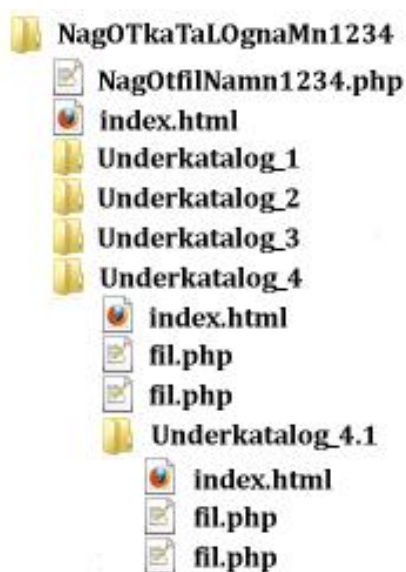 NagOTkaTaLOgnaMn1234
NagOtfilNamn1234.php
index.html
Underkatalog_1
Underkatalog_2
Underkatalog_3
Underkatalog_4
index.html
fil.php
fil.php
Underkatalog_4.1
index.html
fil.php
fil.php